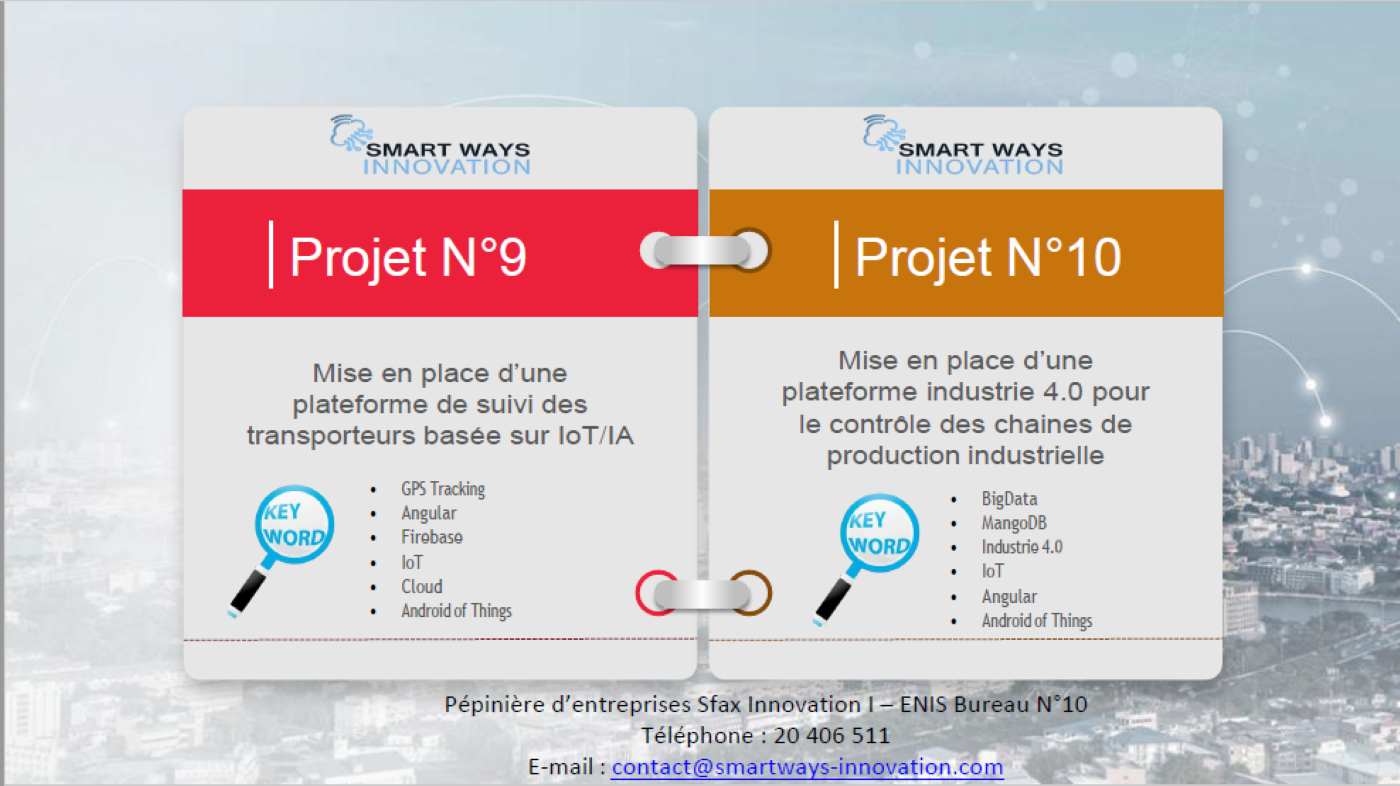 SMART WAYS
INNOVATION
Projet N°9
Mise en place d’une
plateforme de suivi des
transporteurs basée sur IoT/IA
KEY
WORD
• GPS Tracking
• Angular
• Firebase
• IoT
• Cloud
• Android of Things
SMART WAYS
INNOVATION
Projet N°10
Mise en place d’une
plateforme industrie 4.0 pour
le contrôle des chaines de
production industrielle
KEY
WORD
• BigData
• MangoDB
• Industrie 4.0
• IoT
• Angular
• Android of Things
Pépinière d’entreprises Sfax Innovation I – ENIS Bureau N°10
Téléphone : 20 406 511
E-mail : contact@smartways-innovation.com